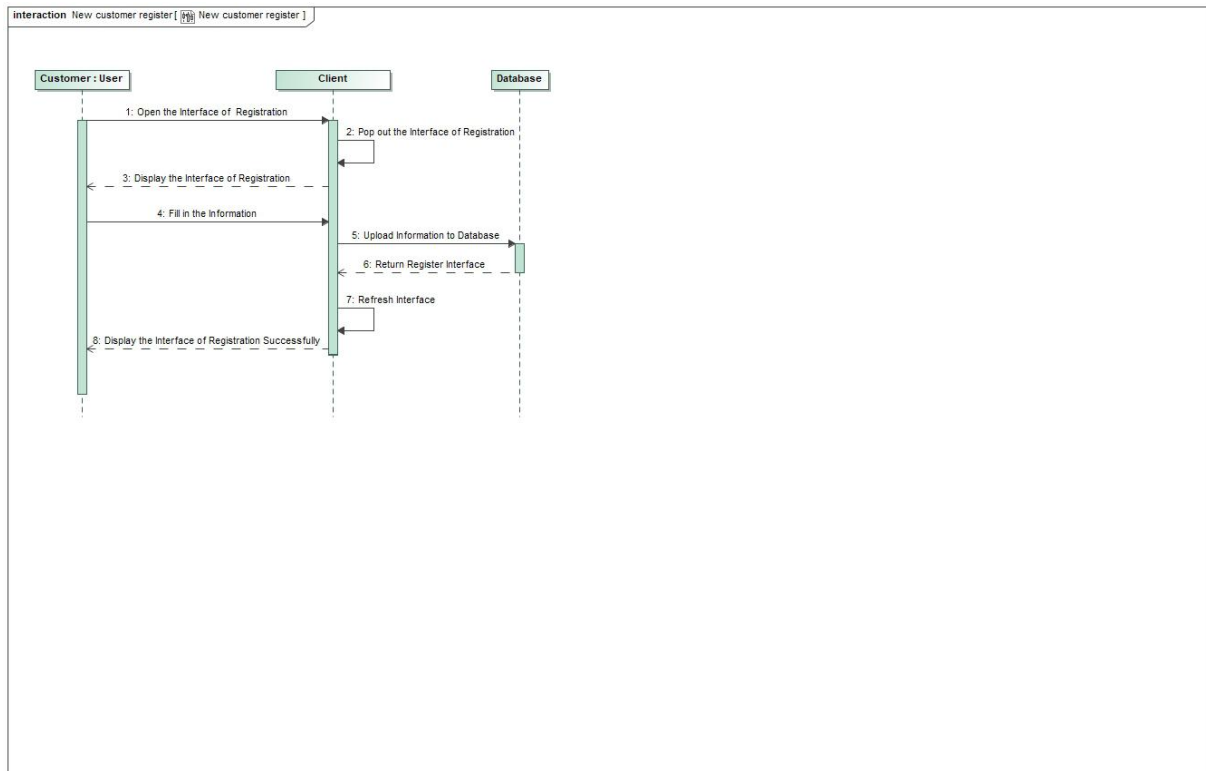 interaction New customer register [ New customer register ]
Customer : User
Client
Database
1: Open the Interface of Registration
2: Pop out the Interface of Registration
3: Display the Interface of Registration
4: Fill in the Information
5: Upload Information to Database
6: Return Register Interface
7: Refresh Interface
8: Display the Interface of Registration Successfully